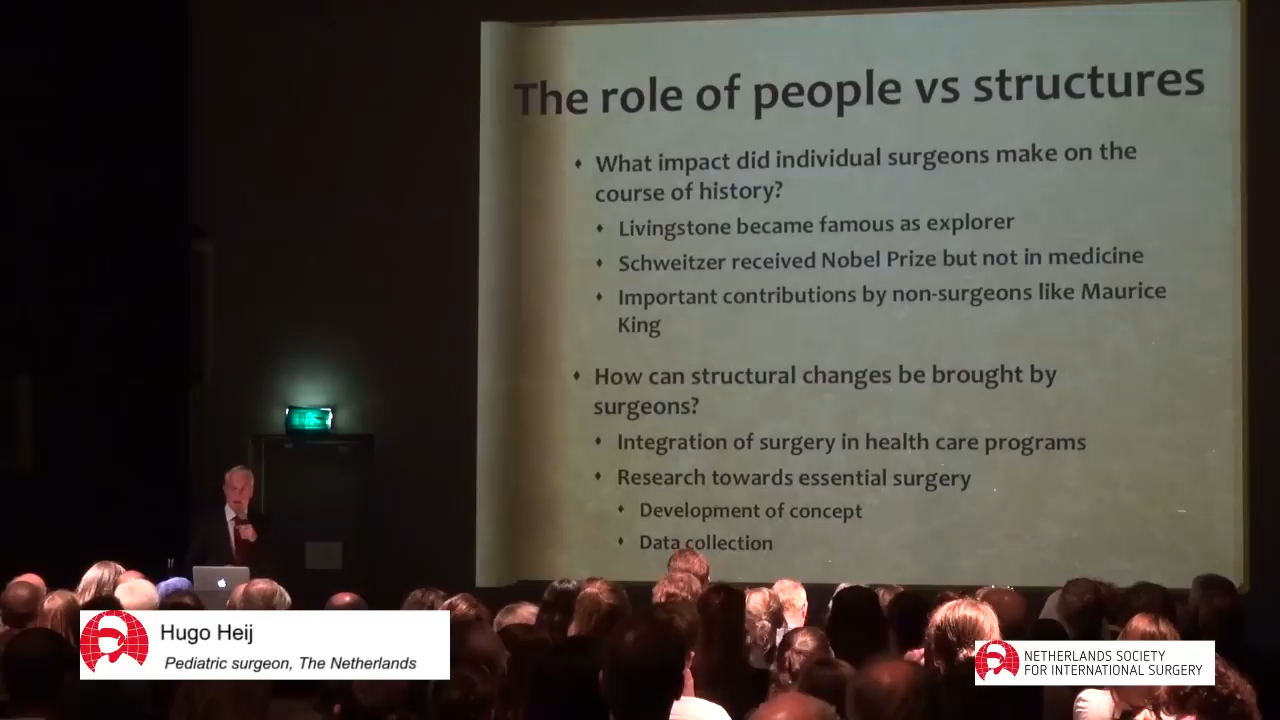 The role of people vs structures
What impact did individual surgeons make on the
course of history?
Livingstone became famous as explorer
Schweitzer received Nobel Prize but not in medicine
Important contributions by non-surgeons like Maurice
King
How can structural changes be brought by
surgeons?
Integration of surgery in health care programs
Research towards essential surgery
Development of concept
Data collection
Hugo Heij
Pediatric surgeon, The Netherlands
NETHERLANDS SOCIETY
FOR INTERNATIONAL SURGERY